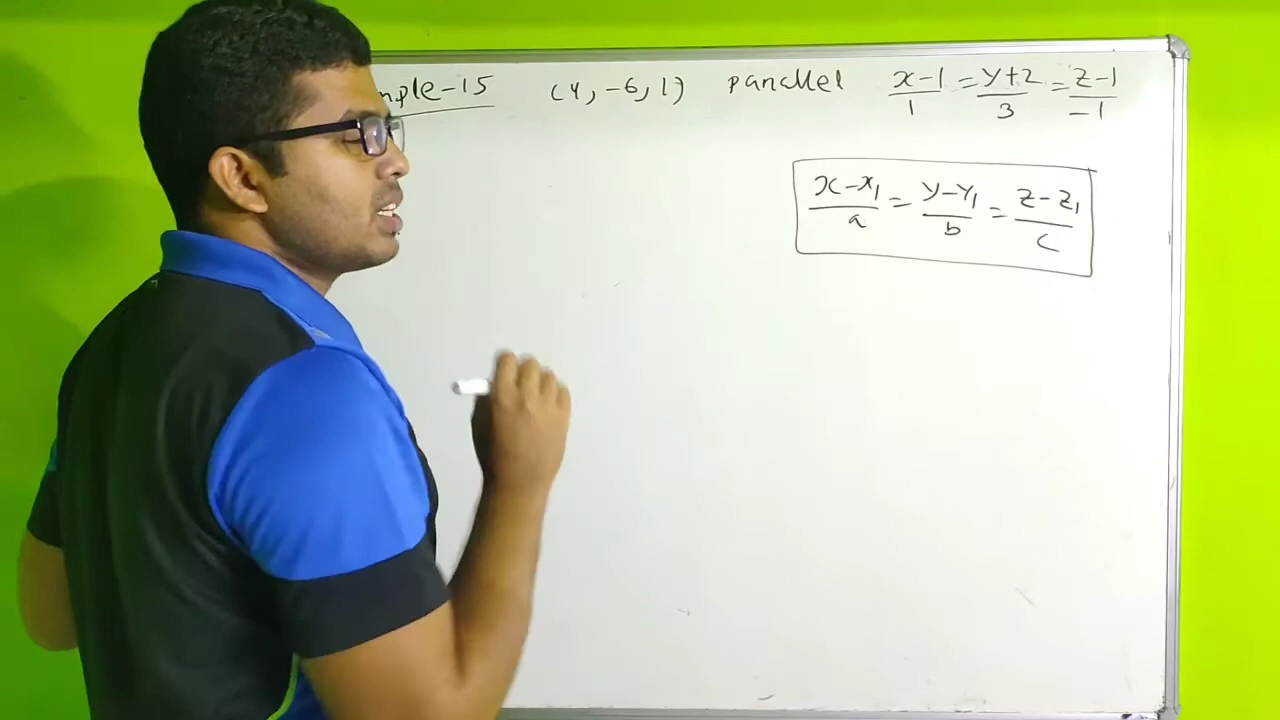 mple-15 (4, -6, 1) parallel x-1/1 = y+2/3 = z-1/-1
x-x₁/a = y-y₁/b = z-z₁/c